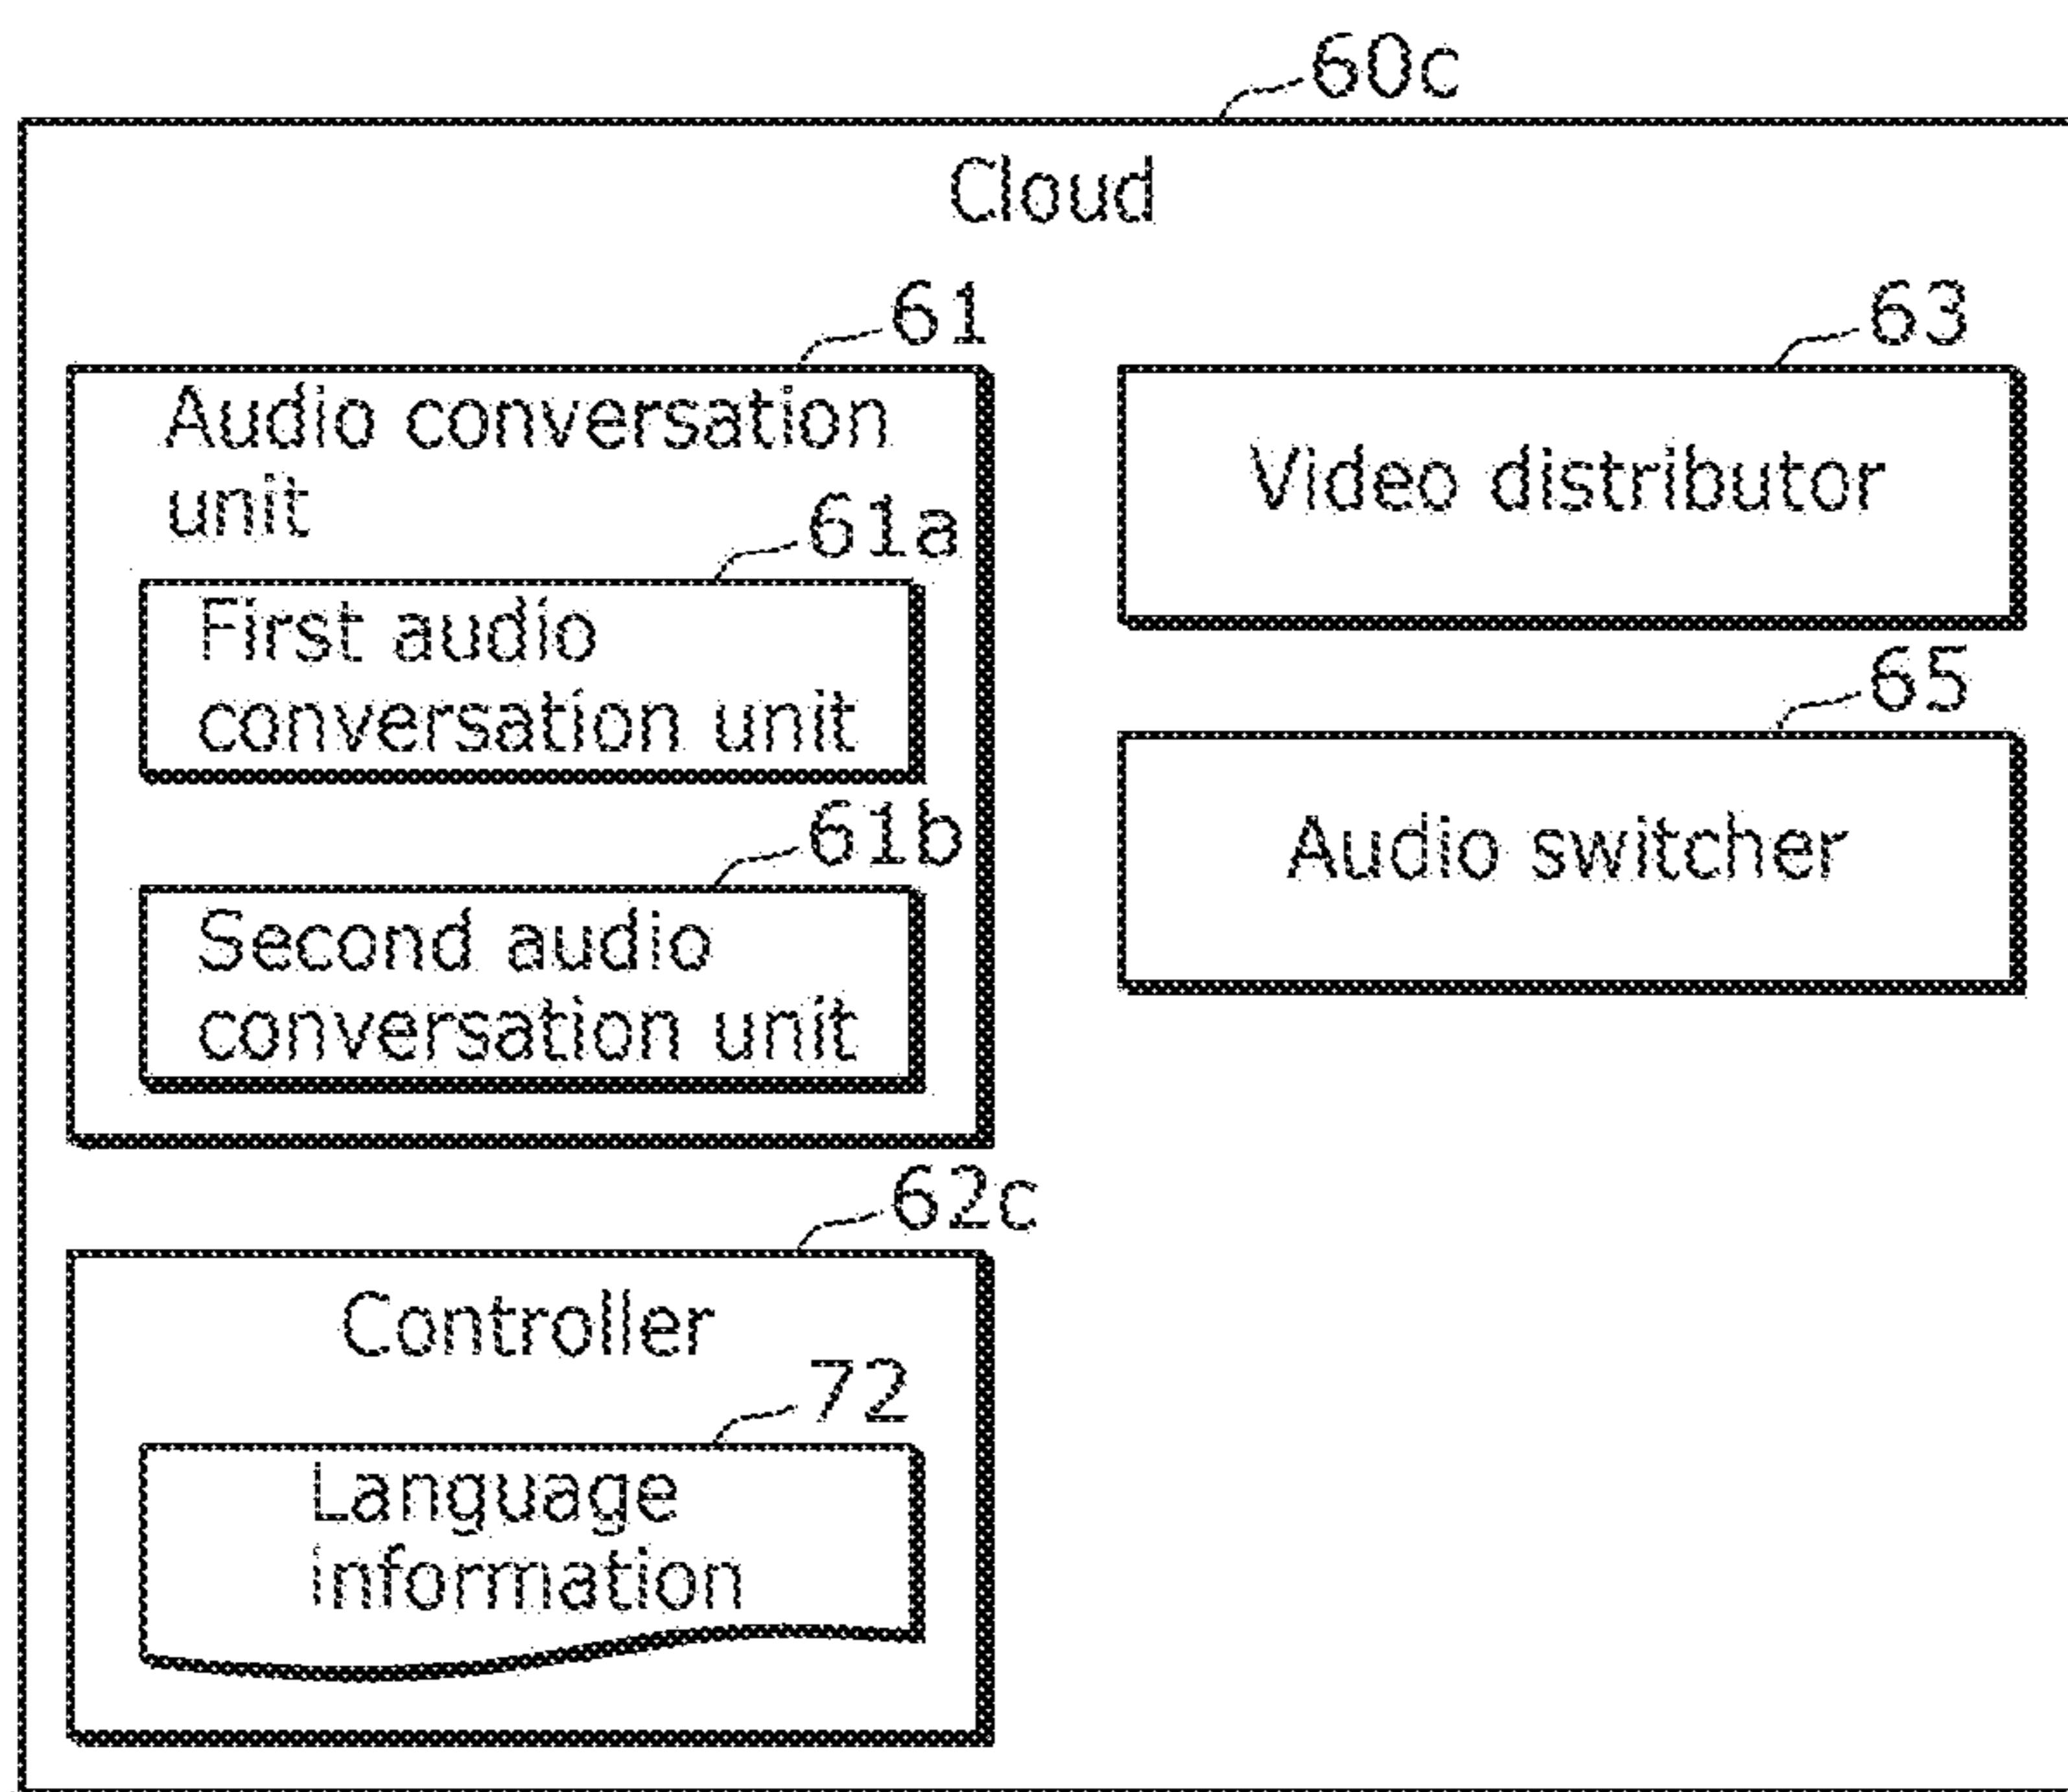 60c
Cloud
61
Audio conversation
unit
61a
First audio
conversation unit
61b
Second audio
conversation unit
62c
Controller
72
Language
information
63
Video distributor
65
Audio switcher